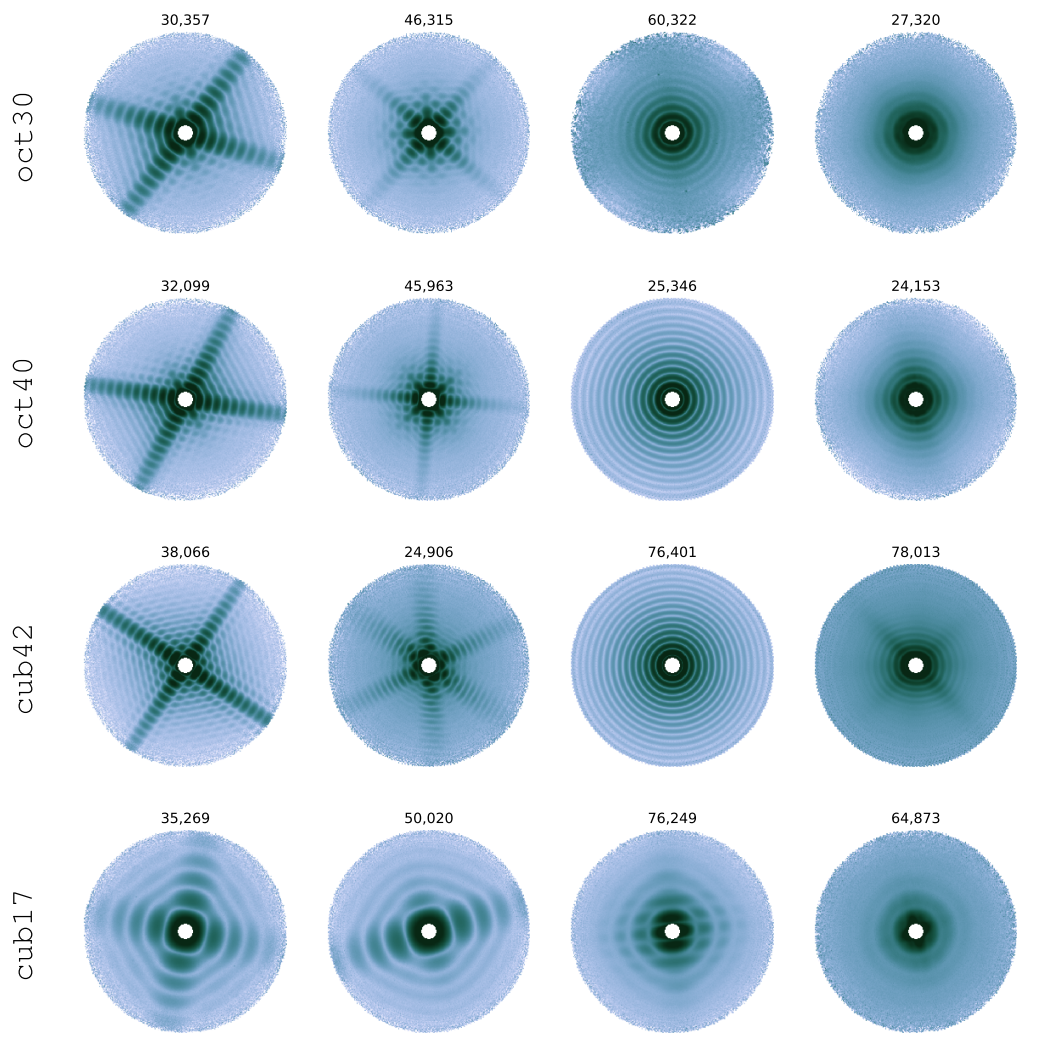 30,357 46,315 60,322 27,320
oct30
32,099 45,963 25,346 24,153
oct40
38,066 24,906 76,401 78,013
cub42
35,269 50,020 76,249 64,873
cub17